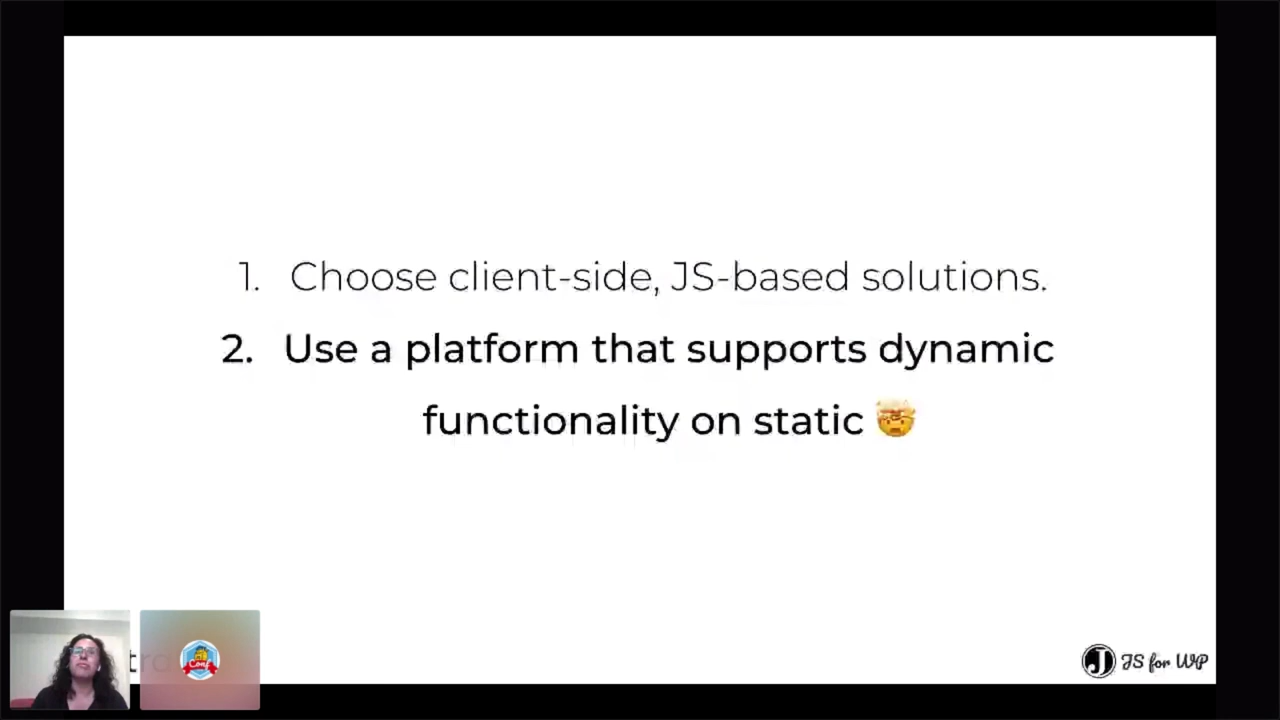 1. Choose client-side, JS-based solutions.
2. Use a platform that supports dynamic
functionality on static 🤯
Conf
JS for WP